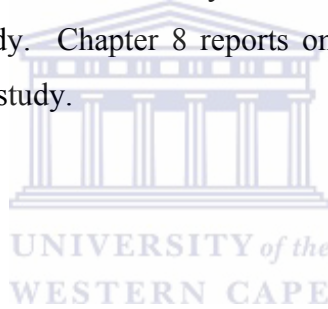 dy. Chapter 8 reports on
study.
UNIVERSITY of the
WESTERN CAPE